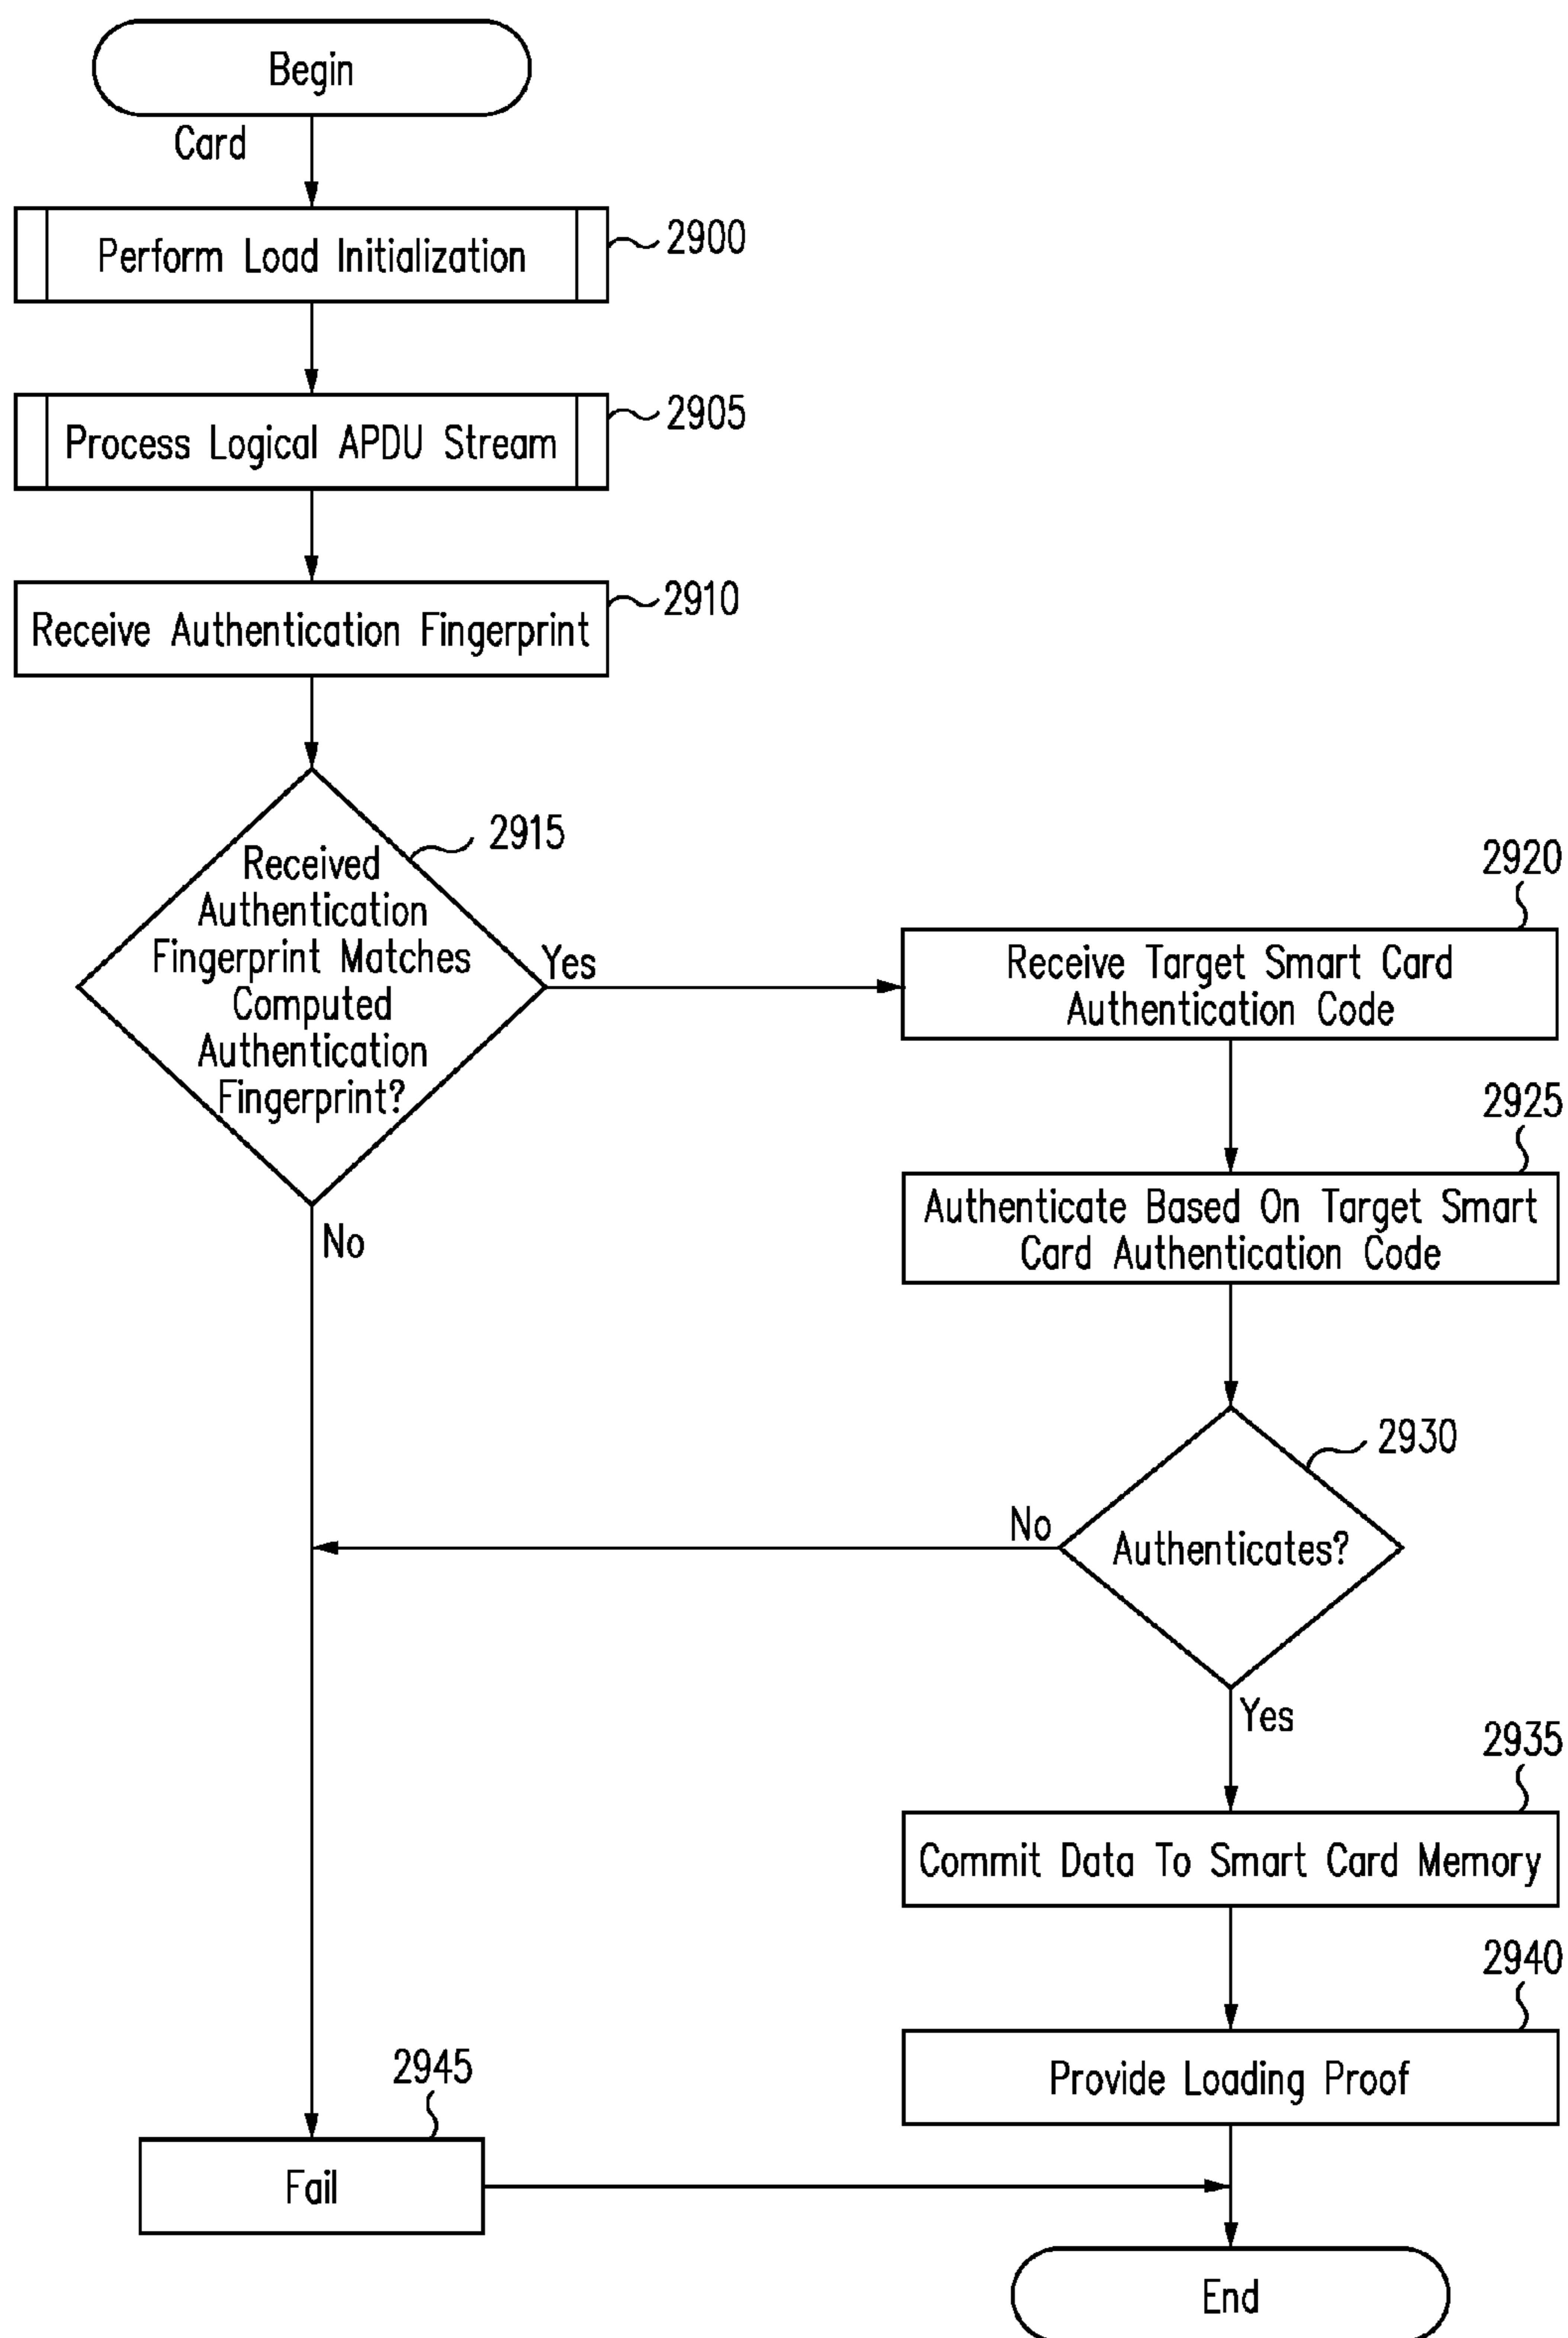 Begin
Card
Perform Load Initialization
2900
Process Logical APDU Stream
2905
Receive Authentication Fingerprint
2910
Received
Authentication
Fingerprint Matches
Computed
Authentication
Fingerprint?
2915
Yes
No
2920
Receive Target Smart Card
Authentication Code
2925
Authenticate Based On Target Smart
Card Authentication Code
2930
Authenticates?
No
Yes
2935
Commit Data To Smart Card Memory
2940
Provide Loading Proof
2945
Fail
End